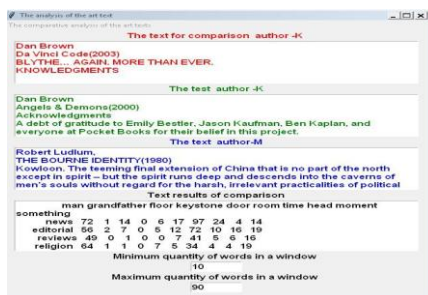 The analysis of the art text
The comparative analysis of the art texts
The text for comparison author -K
Dan Brown
Da Vinci Code(2003)
BLYTHE... AGAIN. MORE THAN EVER.
KNOWLEDGMENTS
The test author -K
Dan Brown
Angels & Demons(2000)
Acknowledgments
A debt of gratitude to Emily Bestler, Jason Kaufman, Ben Kaplan, and
everyone at Pocket Books for their belief in this project.
The text author-M
Robert Ludlum,
THE BOURNE IDENTITY(1980)
Kowloon. The teeming final extension of China that is no part of the north
except in spirit – but the spirit runs deep and descends into the caverns of
men's souls without regard for the harsh, irrelevant practicalities of political
Text results of comparison
man grandfather floor keystone door room time head moment
something
news 72 1 14 0 6 17 97 24 4 14
editorial 56 2 7 0 5 12 72 10 16 19
reviews 49 0 1 0 0 7 41 5 6 16
religion 64 1 1 0 7 5 34 4 4 19
Minimum quantity of words in a window
10
Maximum quantity of words in a window
90